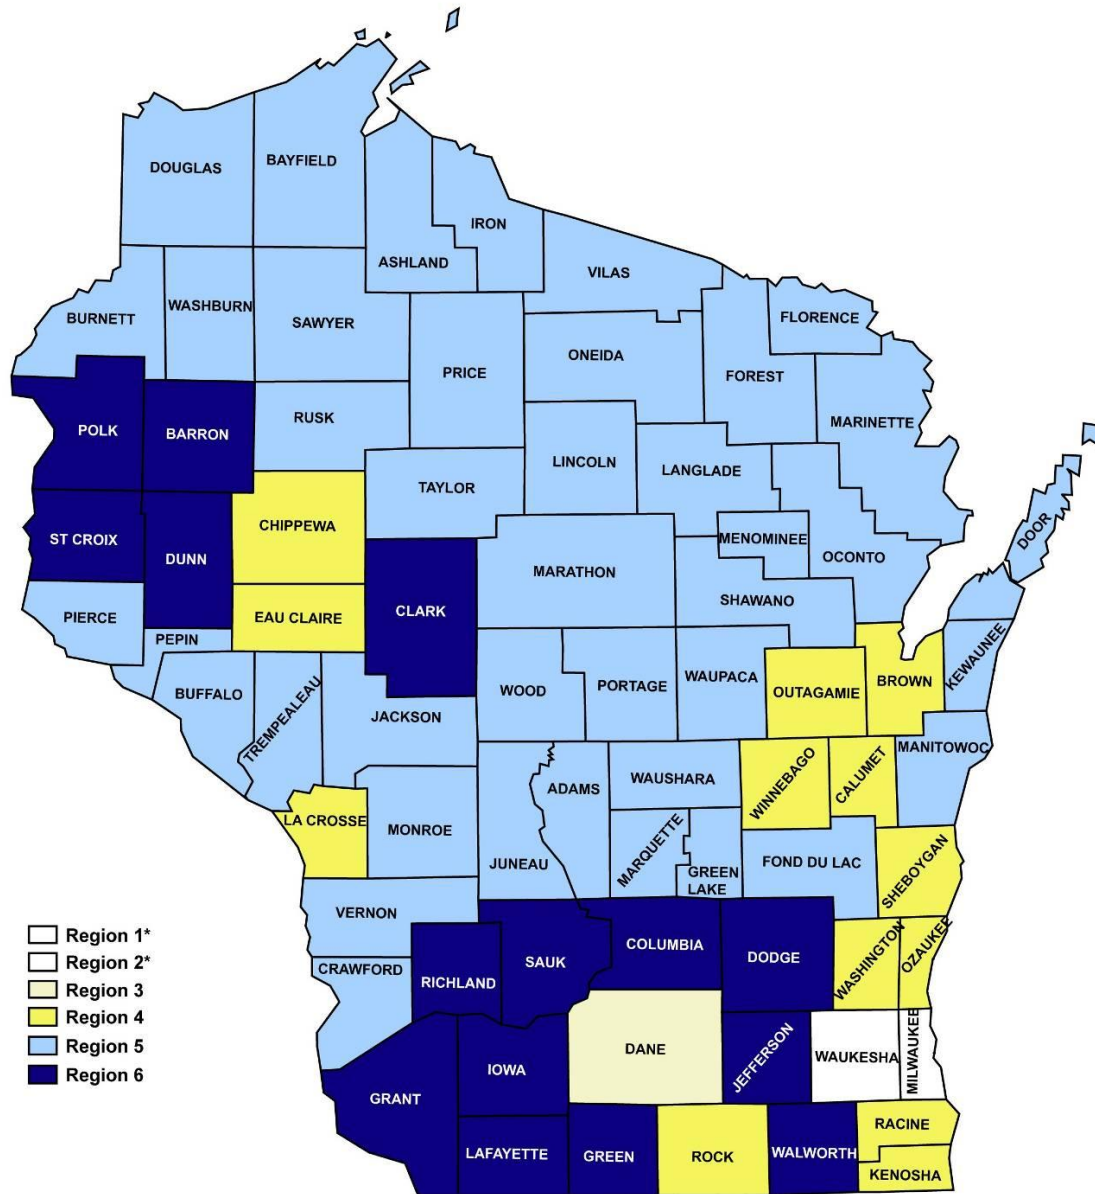 DOUGLAS
BAYFIELD
IRON
ASHLAND
VILAS
WASHBURN
BURNETT
SAWYER
FLORENCE
ONEIDA
PRICE
FOREST
RUSK
MARINETTE
POLK
BARRON
LINCOLN
LANGLADE
TAYLOR
CHIPPEWA
DOOR
ST CROIX
MENOMINEE
DUNN
OCONTO
MARATHON
SHAWANO
CLARK
PIERCE
EAU CLAIRE
PEPIN
KEWAUNEE
WAUPACA
BROWN
PORTAGE
WOOD
BUFFALO
OUTAGAMIE
TREMPEALEAU
JACKSON
MANITOWOC
WAUSHARA
WINNEBAGO
CALUMET
ADAMS
LA CROSSE
MONROE
MARQUETTE
JUNEAU
FOND DU LAC
GREEN
LAKE
SHEBOYGAN
VERNON
Region 1*
Region 2*
Region 3
Region 4
Region 5
Region 6
COLUMBIA
SAUK
DODGE
WASHINGTON
OZAUKEE
CRAWFORD
RICHLAND
DANE
JEFFERSON
WAUKESHA
MILWAUKEE
IOWA
GRANT
RACINE
LAFAYETTE
GREEN
ROCK
WALWORTH
KENOSHA